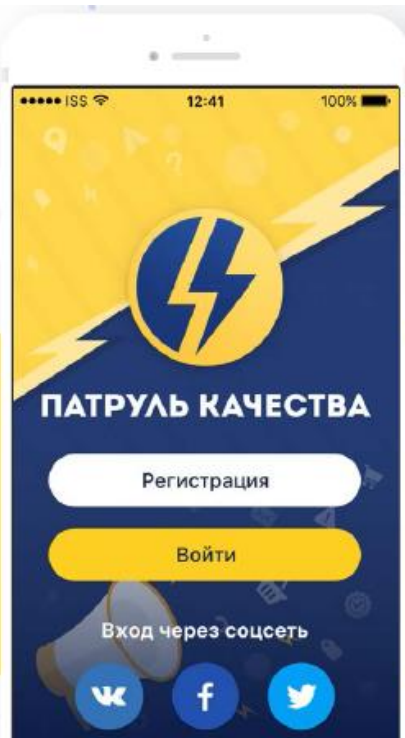 ISS 12:41 100%
ПАТРУЛЬ КАЧЕСТВА
Регистрация
Войти
Вход через соцсеть